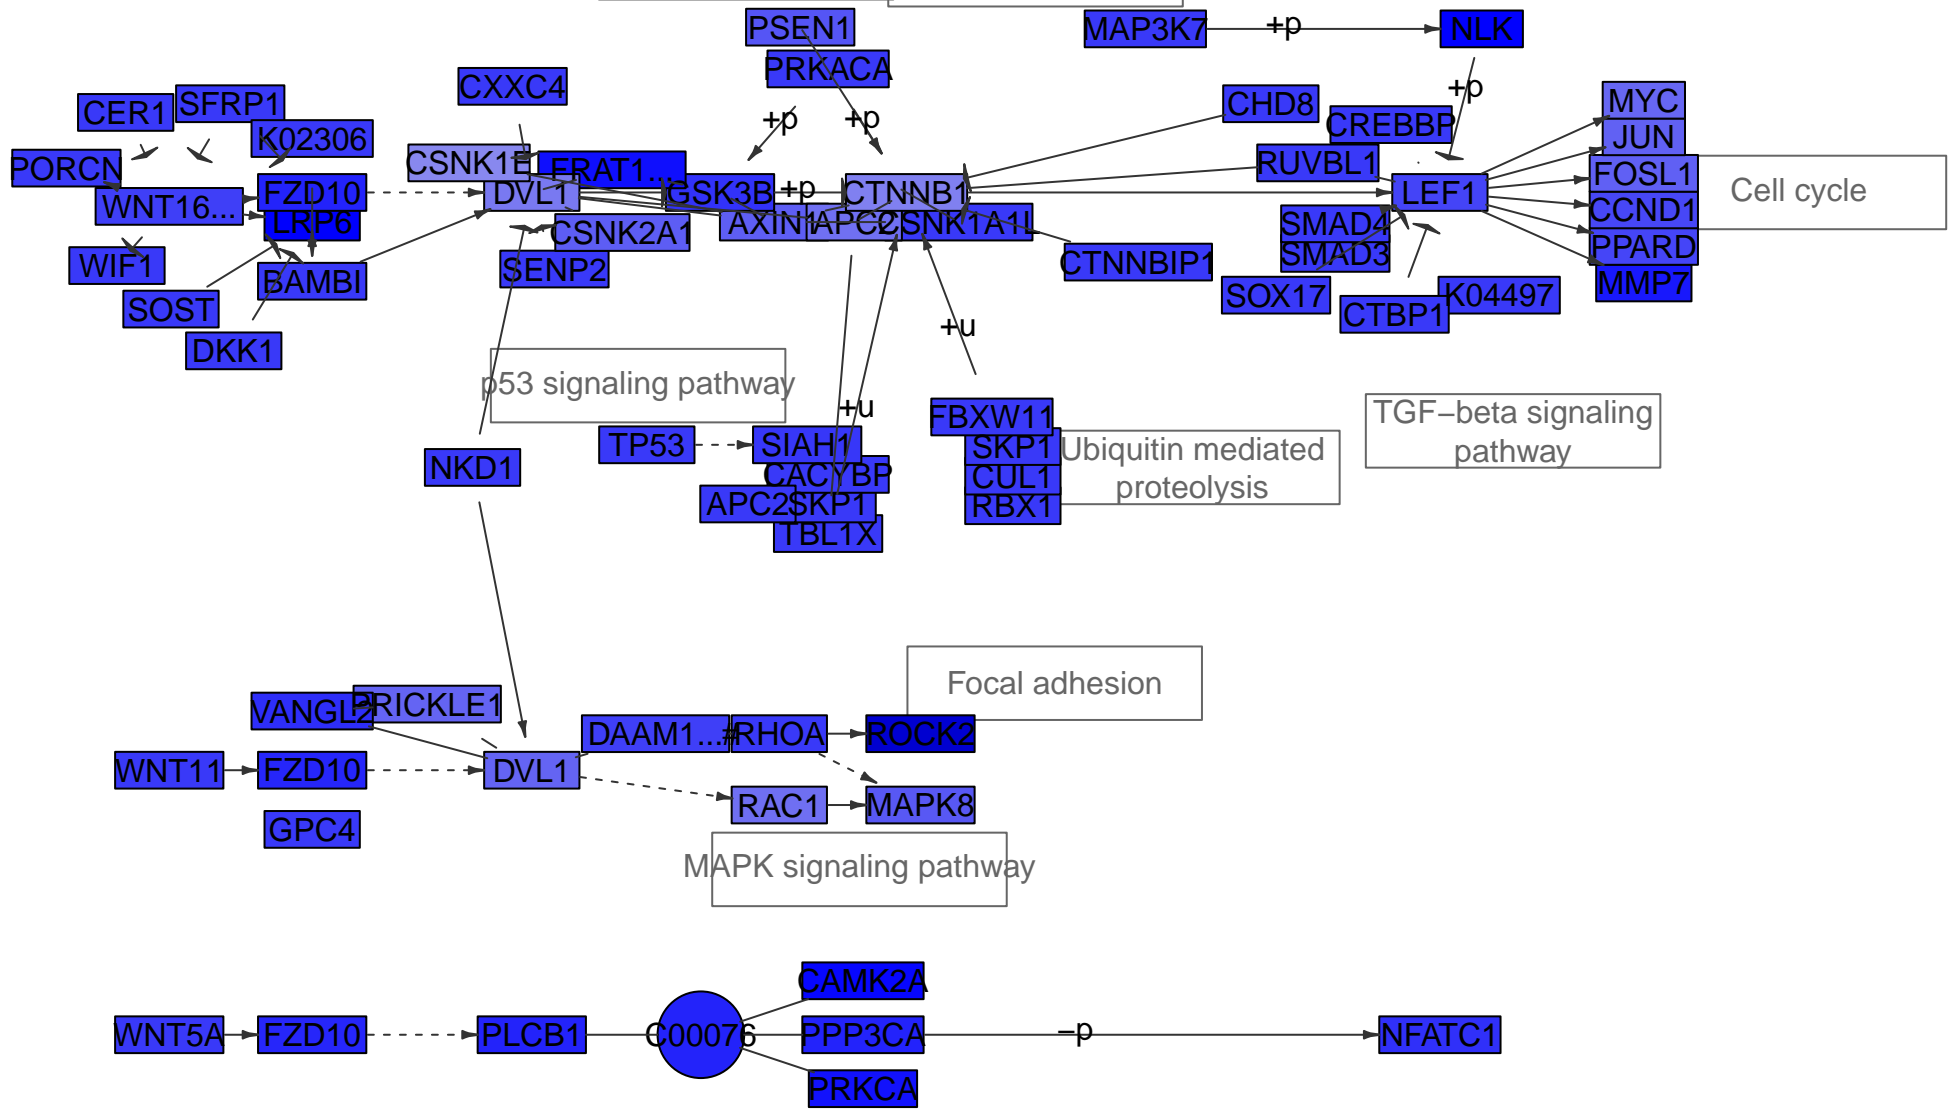 PSEN1
MAP3K7
+p
NLK
PRKACA
CXXC4
+p
CER1
SFRP1
CHD8
MYC
+p
+p
CREBBP
K02306
JUN
PORCN
CSNK1E
FRAT1...
RUVBL1
FOSL1
Cell cycle
WNT16...
FZD10
DVL1
GSK3B
+p
CTNNB1
LEF1
CCND1
LRP6
AXIN1
APC2
CSNK1A1L
SMAD4
CSNK2A1
PPARD
SMAD3
WIF1
BAMBI
SENP2
CTNNBIP1
MMP7
SOST
SOX17
K04497
CTBP1
DKK1
+u
p53 signaling pathway
+u
FBXW11
TGF−beta signaling
pathway
TP53
SIAH1
SKP1
Ubiquitin mediated
proteolysis
NKD1
CACYBP
CUL1
APC2
SKP1
RBX1
TBL1X
Focal adhesion
VANGL2
PRICKLE1
DAAM1...#
RHOA
ROCK2
WNT11
FZD10
DVL1
RAC1
MAPK8
GPC4
MAPK signaling pathway
CAMK2A
WNT5A
FZD10
PLCB1
C00076
PPP3CA
−p
NFATC1
PRKCA